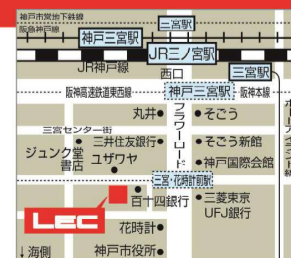 神戸市営地下鉄線
三宮駅
阪急神戸線
神戸三宮駅
JR三ノ宮駅
JR神戸線
西口
三宮駅
阪神高速鉄道東西線
神戸三宮駅
阪神本線
丸井
そごう
フラワーロード
三宮センター街
三井住友銀行
そごう新館
ジュンク堂
書店
ユザワヤ
神戸国際会館
三宮・花時計前駅
百十四銀行
三菱東京
UFJ銀行
LEC
花時計
↓海側
神戸市役所